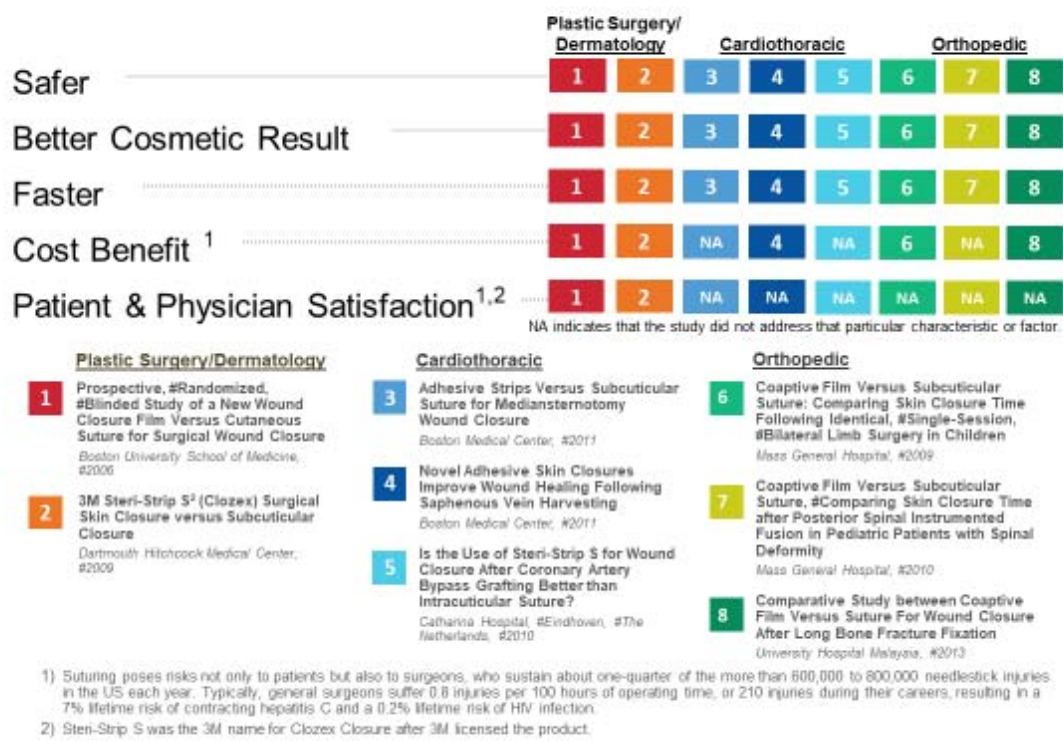 Plastic Surgery/
Dermatology Cardiothoracic Orthopedic
Safer 1 2 3 4 5 6 7 8
Better Cosmetic Result 1 2 3 4 5 6 7 8
Faster 1 2 3 4 5 6 7 8
Cost Benefit 1 1 2 NA 4 NA 6 NA 8
Patient & Physician Satisfaction1,2 1 2 NA NA NA NA NA NA
NA indicates that the study did not address that particular characteristic or factor.
Plastic Surgery/Dermatology
1
Prospective, #Randomized,
#Blinded Study of a New Wound
Closure Film Versus Cutaneous
Suture for Surgical Wound Closure
Boston University School of Medicine,
#2006
2
3M Steri-Strip S2 (Clozex) Surgical
Skin Closure versus Subcuticular
Closure
Dartmouth Hitchcock Medical Center,
#2009
Cardiothoracic
3
Adhesive Strips Versus Subcuticular
Suture for Mediansternotomy
Wound Closure
Boston Medical Center, #2011
4
Novel Adhesive Skin Closures
Improve Wound Healing Following
Saphenous Vein Harvesting
Boston Medical Center, #2011
5
Is the Use of Steri-Strip S for Wound
Closure After Coronary Artery
Bypass Grafting Better than
Intracuticular Suture?
Catharina Hospital, #Eindhoven, #The
Netherlands, #2010
Orthopedic
6
Coaptive Film Versus Subcuticular
Suture: Comparing Skin Closure Time
Following Identical, #Single-Session,
#Bilateral Limb Surgery in Children
Mass General Hospital, #2009
7
Coaptive Film Versus Subcuticular
Suture, #Comparing Skin Closure Time
after Posterior Spinal Instrumented
Fusion in Pediatric Patients with Spinal
Deformity
Mass General Hospital, #2010
8
Comparative Study between Coaptive
Film Versus Suture For Wound Closure
After Long Bone Fracture Fixation
University Hospital Malaysia, #2013
1) Suturing poses risks not only to patients but also to surgeons, who sustain about one-quarter of the more than 600,000 to 800,000 needlestick injuries
in the US each year. Typically, general surgeons suffer 0.8 injuries per 100 hours of operating time, or 210 injuries during their careers, resulting in a
7% lifetime risk of contracting hepatitis C and a 0.2% lifetime risk of HIV infection.
2) Steri-Strip S was the 3M name for Clozex Closure after 3M licensed the product.